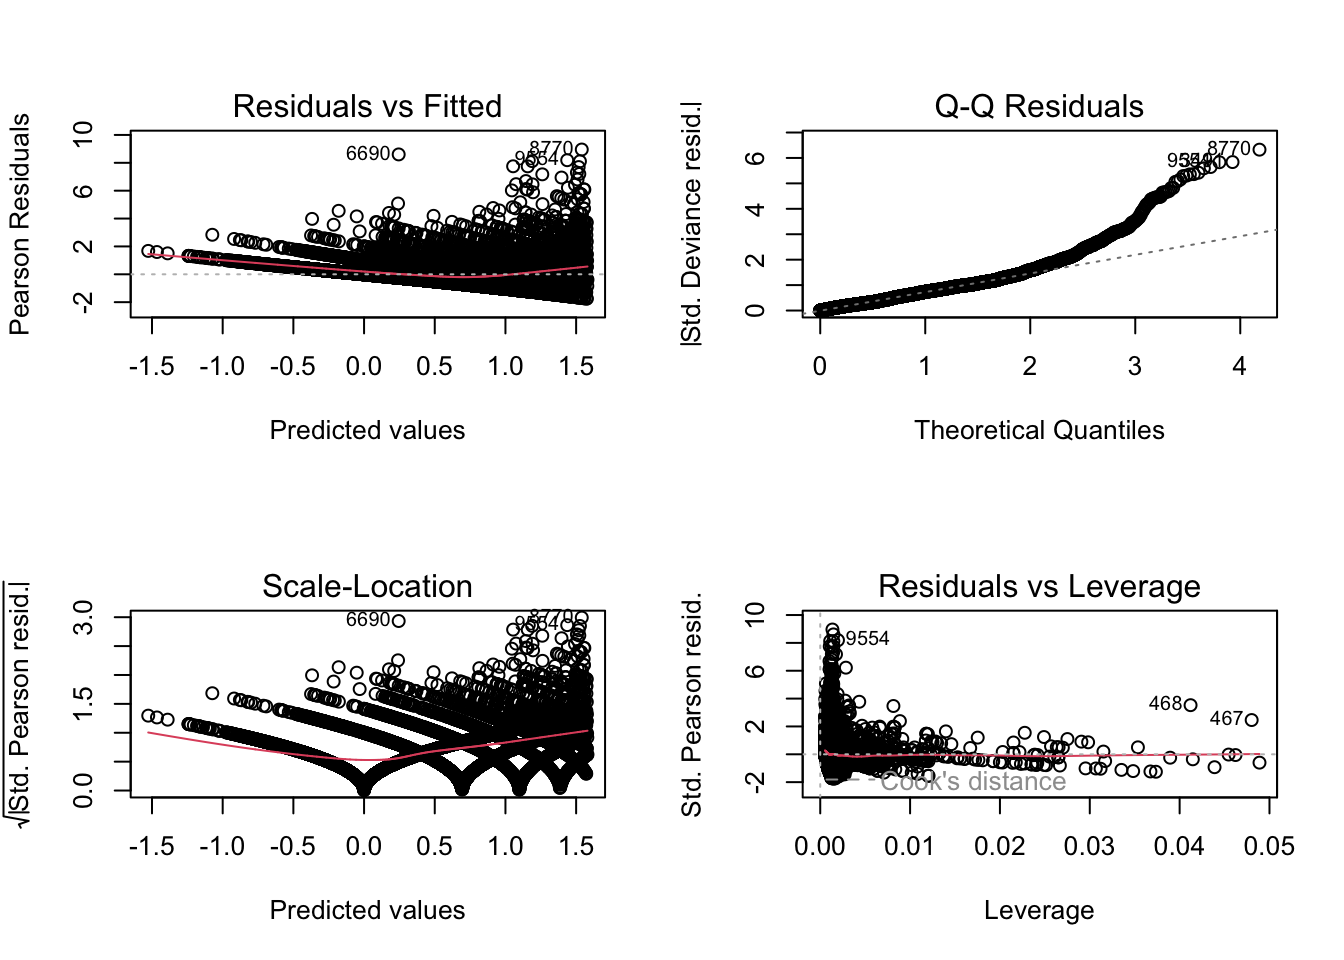 Residuals vs Fitted
Pearson Residuals
10
6
2
-2
6690
8770
9554
-1.5 -1.0 -0.5 0.0 0.5 1.0 1.5
Predicted values
Q-Q Residuals
|Std. Deviance resid.|
6
4
2
0
8770
0 1 2 3 4
Theoretical Quantiles
Scale-Location
√|Std. Pearson resid.|
3.0
1.5
0.0
6690
8770
9554
-1.5 -1.0 -0.5 0.0 0.5 1.0 1.5
Predicted values
Residuals vs Leverage
Std. Pearson resid.
10
6
2
-2
9554
468
467
Cook's distance
0.00 0.01 0.02 0.03 0.04 0.05
Leverage